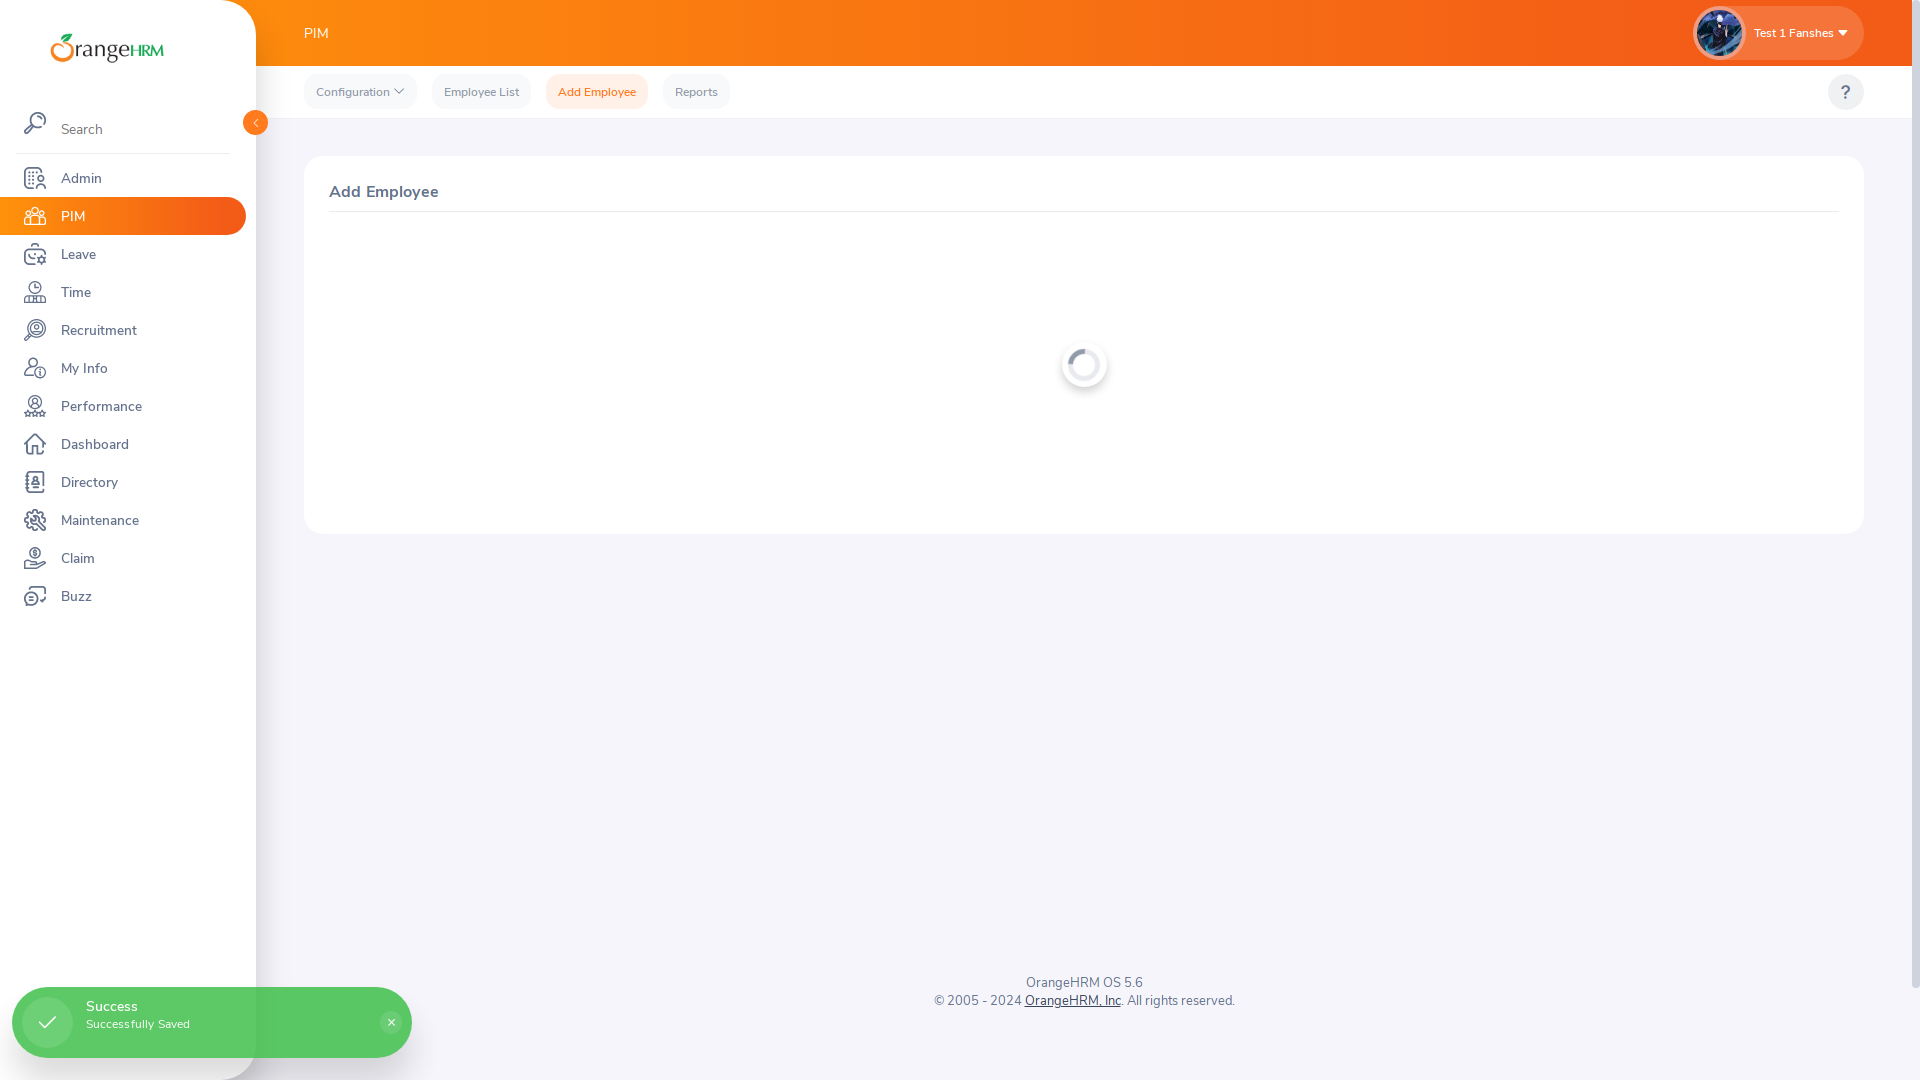 OrangeHRM
PIM
Test 1 Fanshes
Configuration
Employee List
Add Employee
Reports
?
Search
Admin
PIM
Leave
Time
Recruitment
My Info
Performance
Dashboard
Directory
Maintenance
Claim
Buzz
Add Employee
OrangeHRM OS 5.6
© 2005 - 2024 OrangeHRM, Inc. All rights reserved.
Success
Successfully Saved